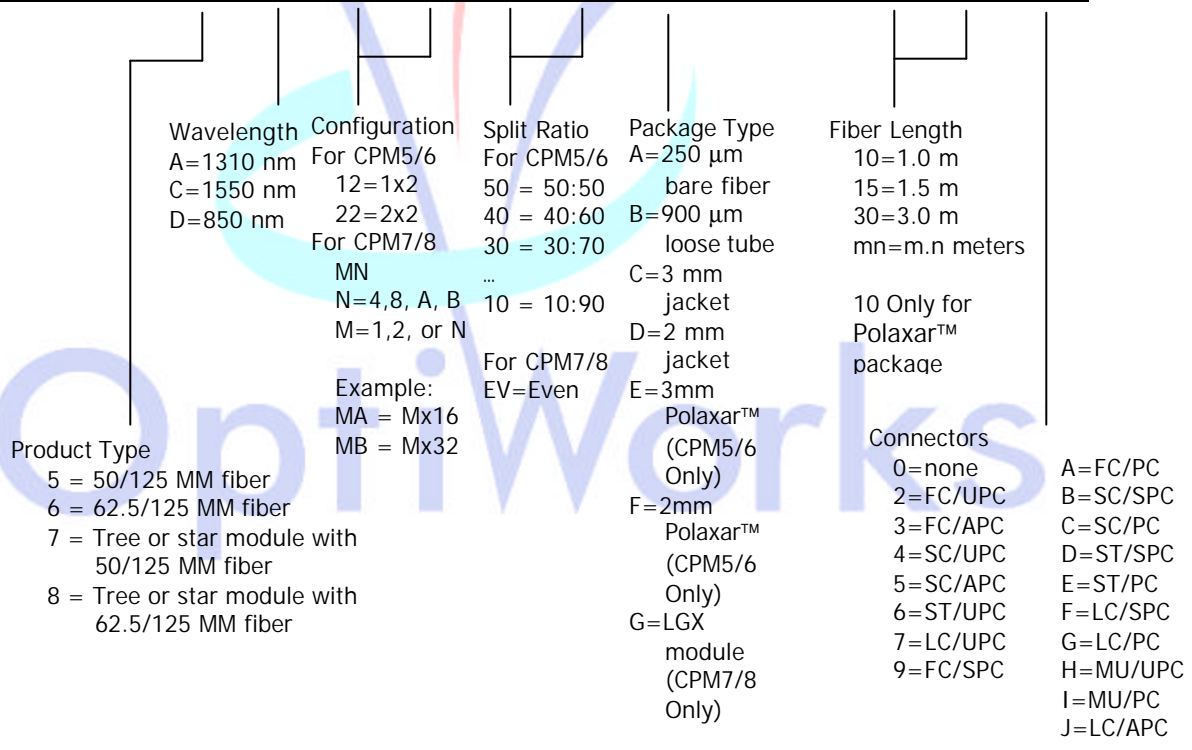 Wavelength
A=1310 nm
C=1550 nm
D=850 nm
Configuration
For CPM5/6
12=1x2
22=2x2
For CPM7/8
MN
N=4,8, A, B
M=1,2, or N
Example:
MA = Mx16
MB = Mx32
Split Ratio
For CPM5/6
50 = 50:50
40 = 40:60
30 = 30:70
...
10 = 10:90
For CPM7/8
EV=Even
Package Type
A=250 μm
bare fiber
B=900 μm
loose tube
C=3 mm
jacket
D=2 mm
jacket
E=3mm
Polaxar™
(CPM5/6
Only)
F=2mm
Polaxar™
(CPM5/6
Only)
G=LGX
module
(CPM7/8
Only)
Fiber Length
10=1.0 m
15=1.5 m
30=3.0 m
mn=m.n meters
10 Only for
Polaxar™
package
Product Type
5 = 50/125 MM fiber
6 = 62.5/125 MM fiber
7 = Tree or star module with
50/125 MM fiber
8 = Tree or star module with
62.5/125 MM fiber
Connectors
0=none
2=FC/UPC
3=FC/APC
4=SC/UPC
5=SC/APC
6=ST/UPC
7=LC/UPC
9=FC/SPC
A=FC/PC
B=SC/SPC
C=SC/PC
D=ST/SPC
E=ST/PC
F=LC/SPC
G=LC/PC
H=MU/UPC
I=MU/PC
J=LC/APC
OptiWorks